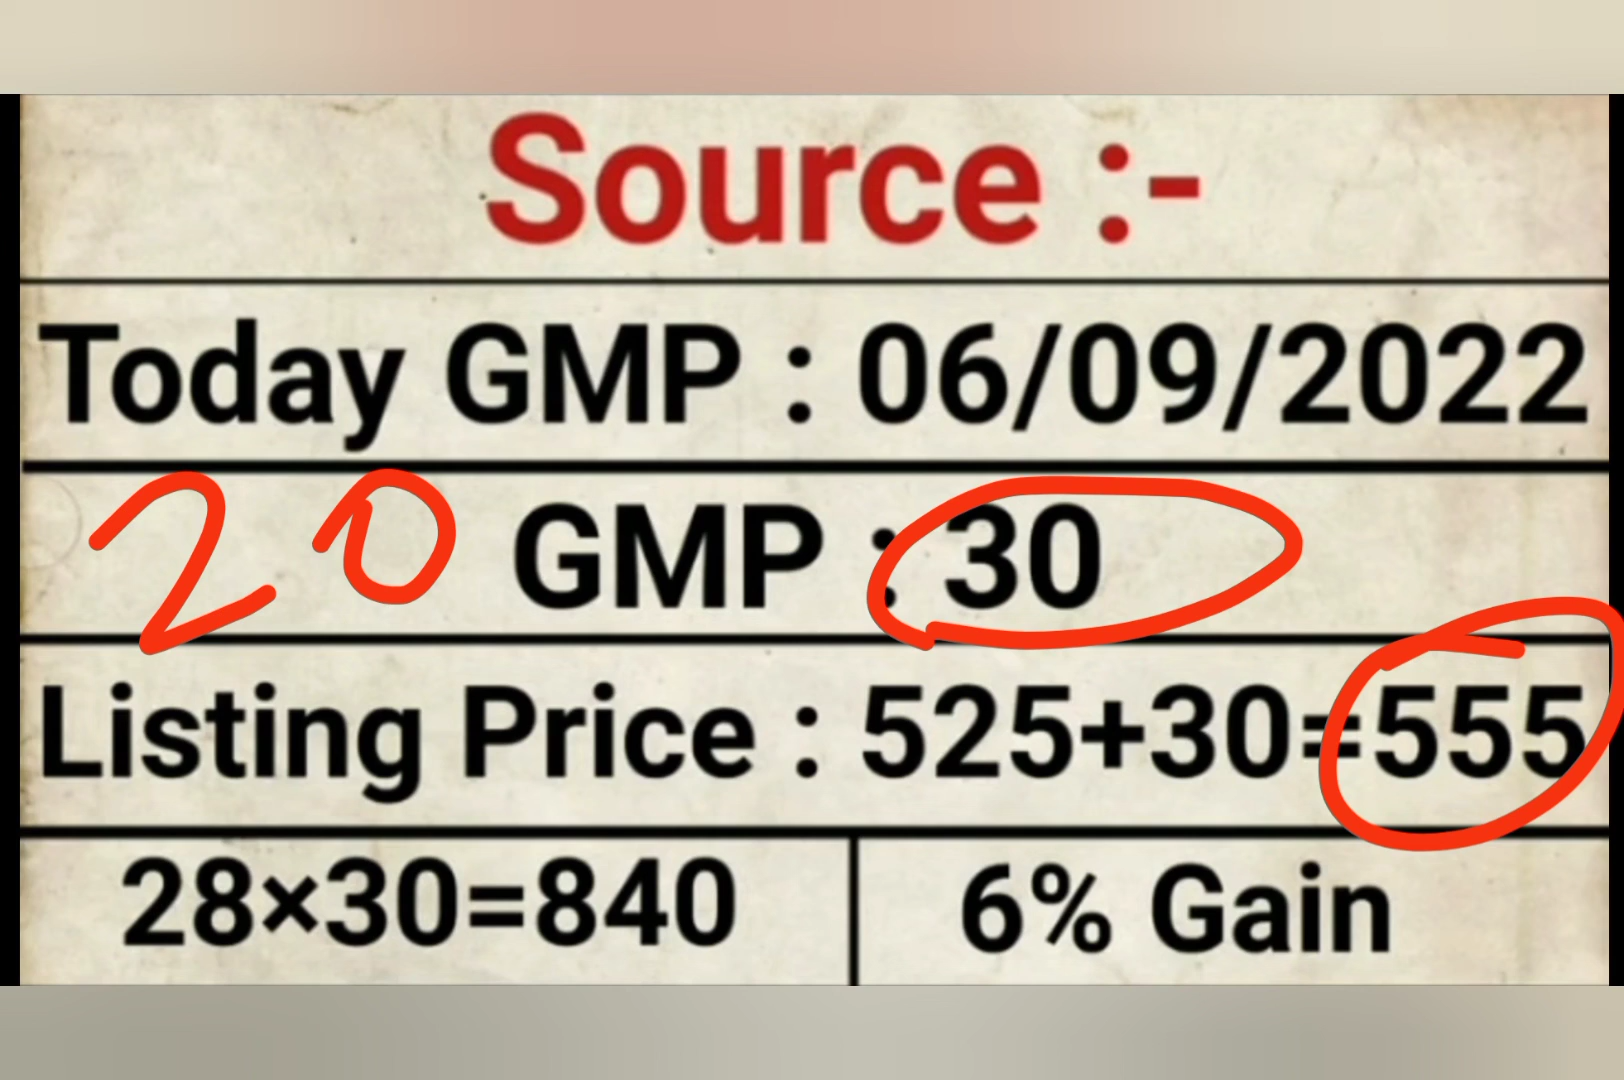 Source :-
Today GMP : 06/09/2022
20 GMP : 30
Listing Price : 525+30=555
28×30=840
6% Gain